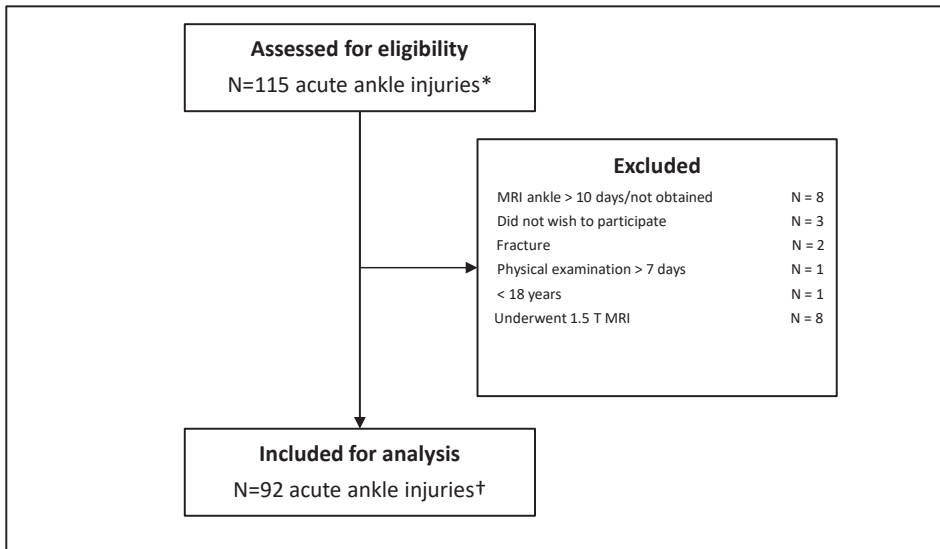 Assessed for eligibility
N=115 acute ankle injuries*
Excluded
MRI ankle > 10 days/not obtained N = 8
Did not wish to participate N = 3
Fracture N = 2
Physical examination > 7 days N = 1
< 18 years N = 1
Underwent 1.5 T MRI N = 8
Included for analysis
N=92 acute ankle injuries†